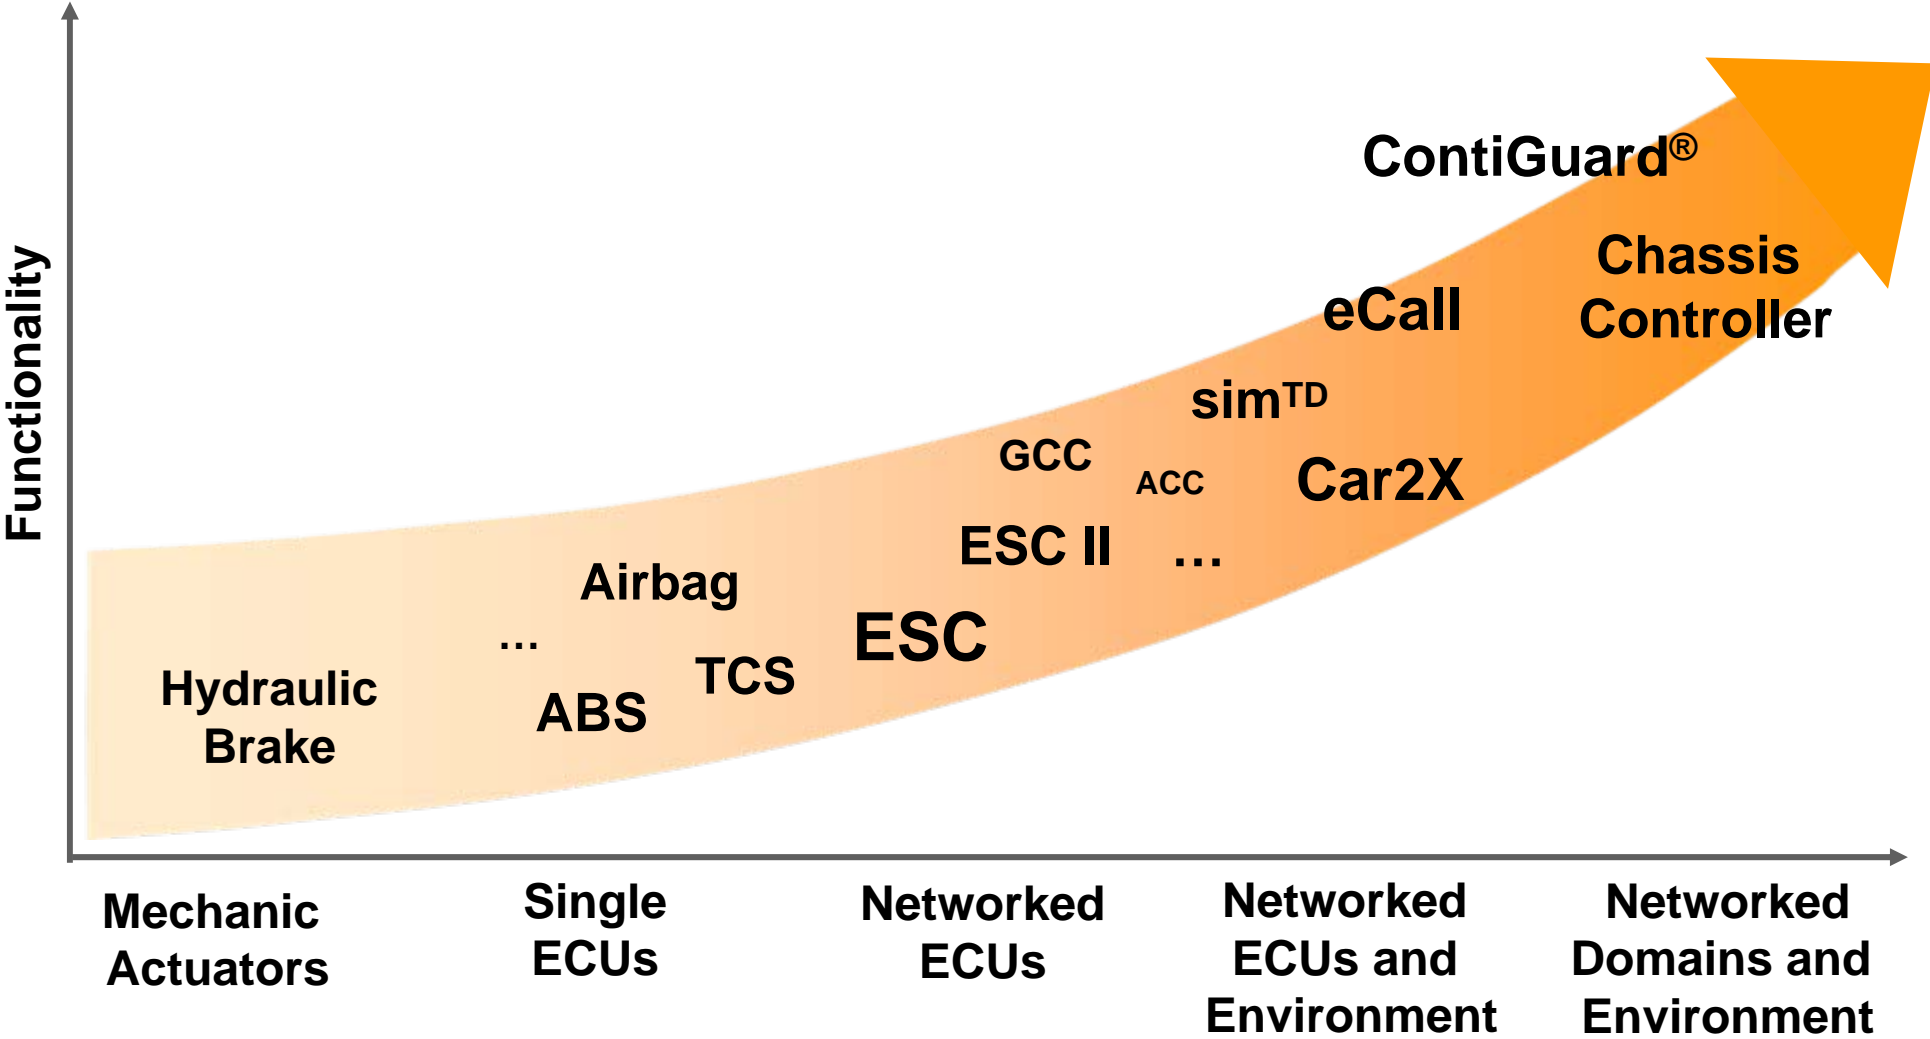 Functionality
ContiGuard®
Chassis
Controller
eCall
simTD
GCC
ACC
Car2X
ESC II
...
Airbag
...
ESC
TCS
ABS
Hydraulic
Brake
Mechanic
Actuators
Single
ECUs
Networked
ECUs
Networked
ECUs and
Environment
Networked
Domains and
Environment